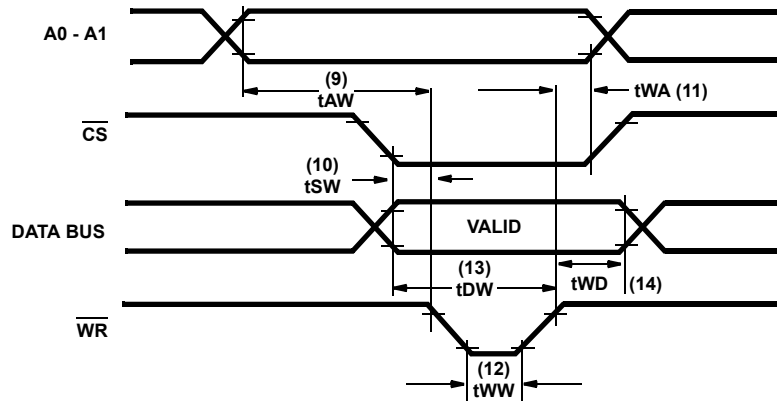 A0 - A1
(9)
tAW
tWA (11)
CS
(10)
tSW
DATA BUS
VALID
(13)
tDW
tWD (14)
WR
(12)
tWW